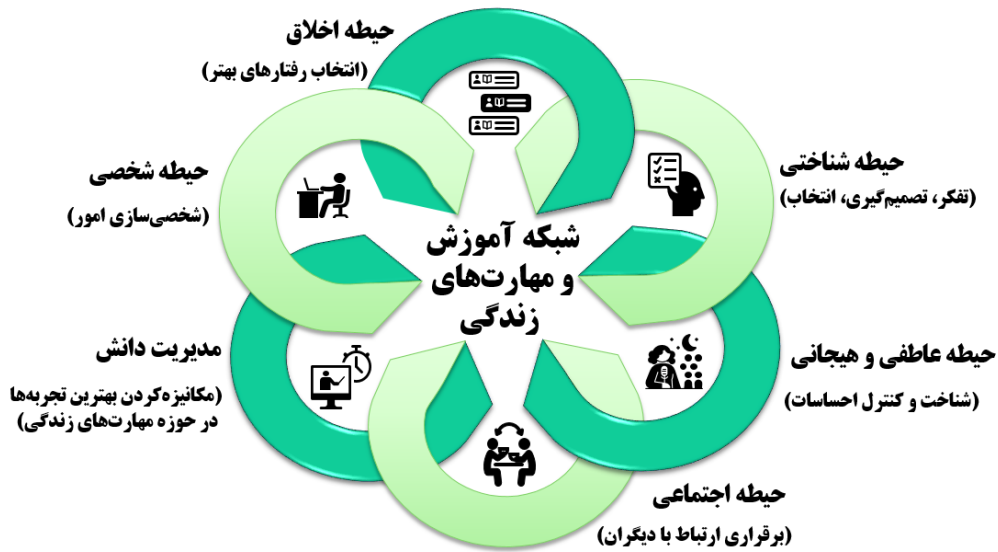 حیطه اخلاق
(انتخاب رفتارهای بهتر)
حیطه شناختی
(تفکر، تصمیم‌گیری، انتخاب)
حیطه شخصی
(شخصی‌سازی امور)
شبکه آموزش
و مهارت‌های
زندگی
حیطه عاطفی و هیجانی
(شناخت و کنترل احساسات)
مدیریت دانش
(مکانیزه‌کردن بهترین تجربه‌ها
در حوزه مهارت‌های زندگی)
حیطه اجتماعی
(برقراری ارتباط با دیگران)